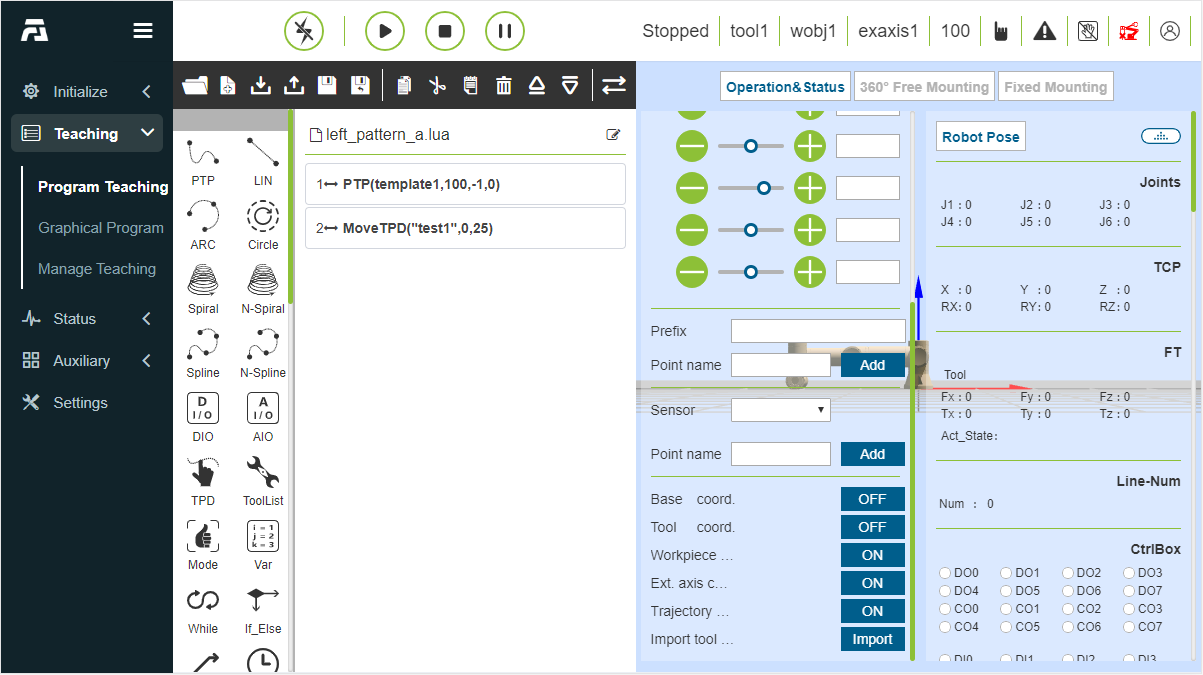 Stopped tool1 wobj1 exaxis1 100
Initialize
Teaching
Program Teaching
Graphical Program
Manage Teaching
Status
Auxiliary
Settings
PTP LIN
ARC Circle
Spiral N-Spiral
Spline N-Spline
D I/O A I/O
DIO AIO
TPD ToolList
i = 1
j = 2
k = 3
Mode Var
While If_Else
left_pattern_a.lua
1 PTP(template1,100,-1,0)
2 MoveTPD("test1",0,25)
Operation&Status 360° Free Mounting Fixed Mounting
Prefix
Point name Add
Sensor
Point name Add
Base coord. OFF
Tool coord. OFF
Workpiece … ON
Ext. axis c… ON
Trajectory … ON
Import tool … Import
Robot Pose
Joints
J1 : 0 J2 : 0 J3 : 0
J4 : 0 J5 : 0 J6 : 0
TCP
X : 0 Y : 0 Z : 0
RX: 0 RY: 0 RZ: 0
FT
Tool
Fx : 0 Fy : 0 Fz : 0
Tx : 0 Ty : 0 Tz : 0
Act_State:
Line-Num
Num : 0
CtrlBox
DO0 DO1 DO2 DO3
DO4 DO5 DO6 DO7
CO0 CO1 CO2 CO3
CO4 CO5 CO6 CO7
DI0 DI1 DI2 DI3